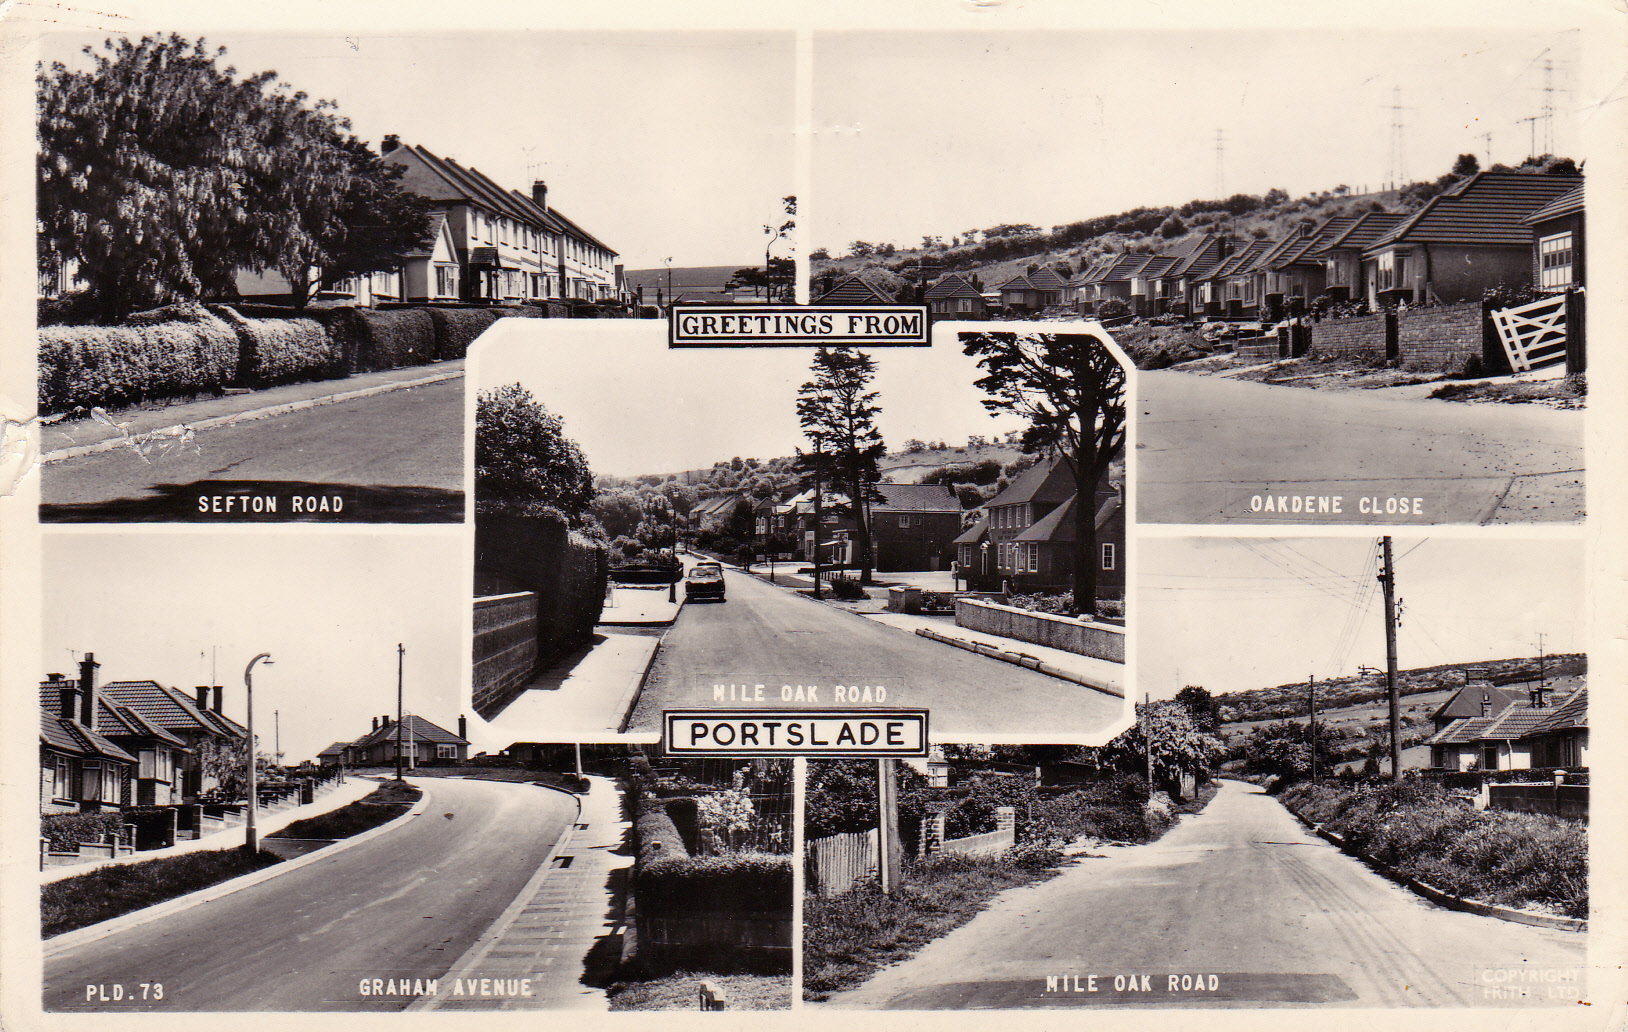 GREETINGS FROM
SEFTON ROAD
OAKDENE CLOSE
MILE OAK ROAD
PORTSLADE
PLD.73
GRAHAM AVENUE
MILE OAK ROAD
COPYRIGHT
FRITH LTD